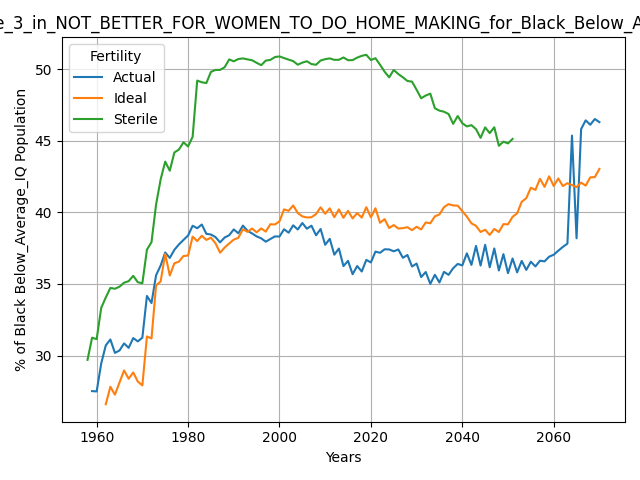 e_3_in_NOT_BETTER_FOR_WOMEN_TO_DO_HOME_MAKING_for_Black_Below_A
Fertility
Actual
Ideal
Sterile
% of Black Below_Average_IQ Population
50
45
40
35
30
1960
1980
2000
2020
2040
2060
Years